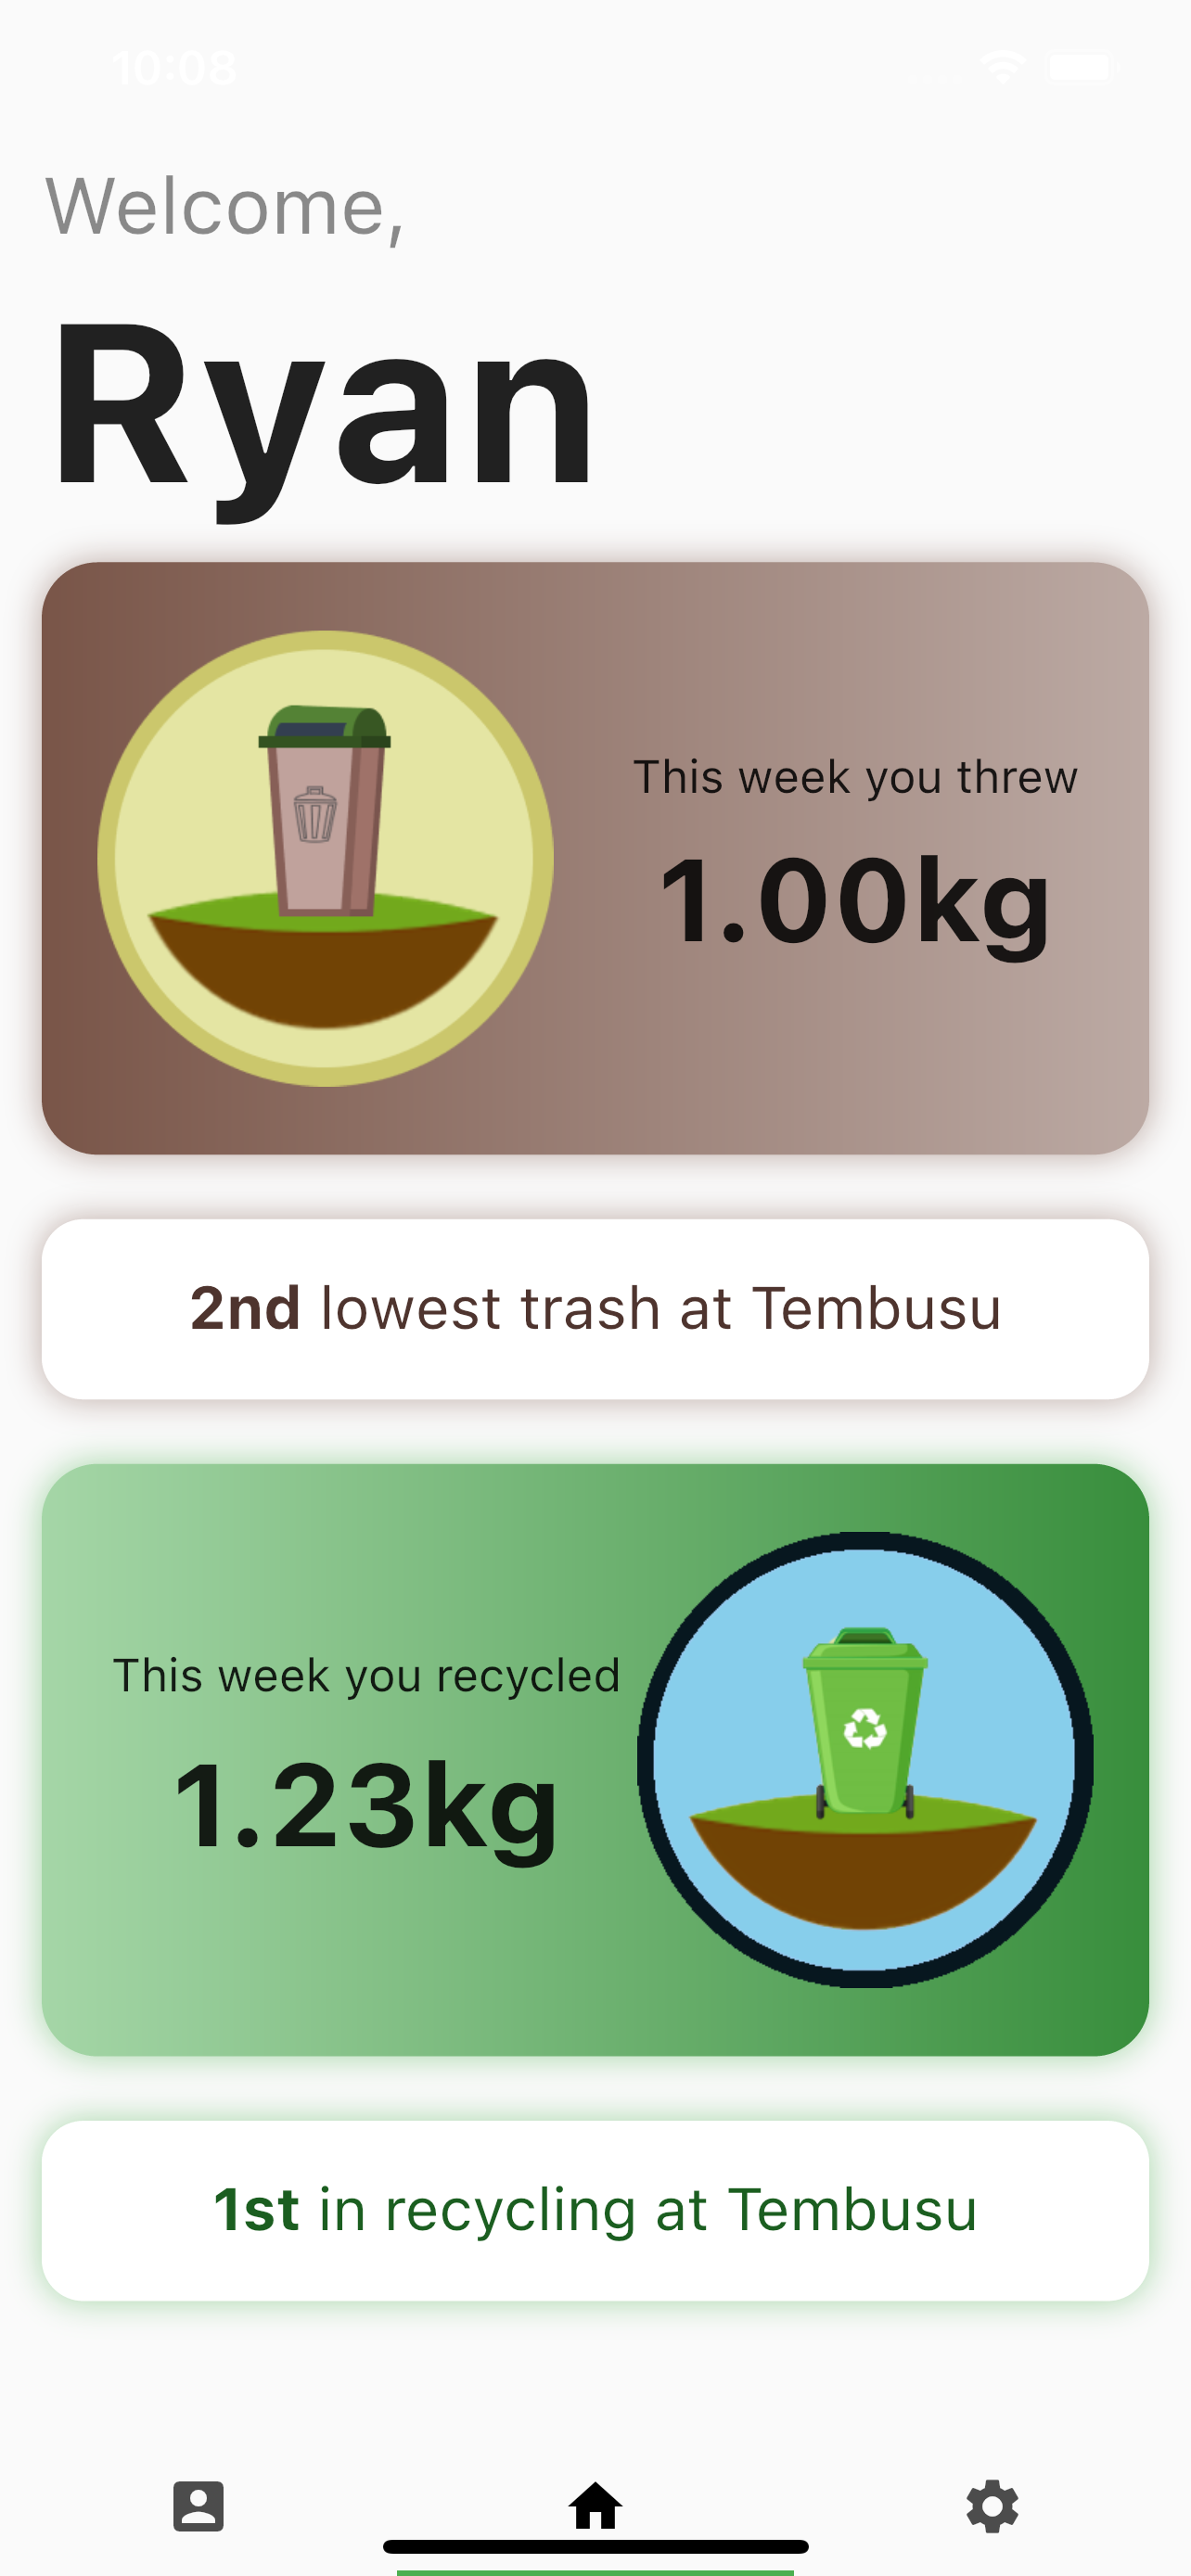 10:08
Welcome,
Ryan
This week you threw
1.00kg
2nd lowest trash at Tembusu
This week you recycled
1.23kg
1st in recycling at Tembusu